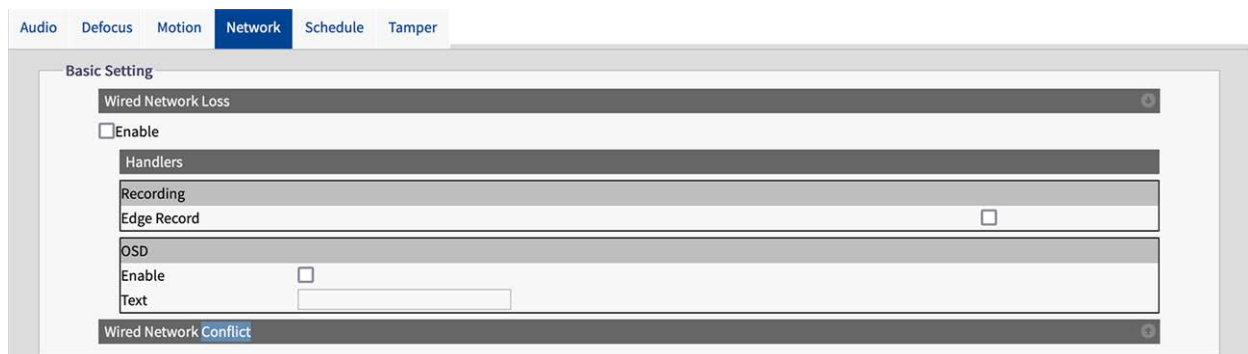 Audio Defocus Motion Network Schedule Tamper
Basic Setting
Wired Network Loss
Enable
Handlers
Recording
Edge Record
OSD
Enable
Text
Wired Network Conflict